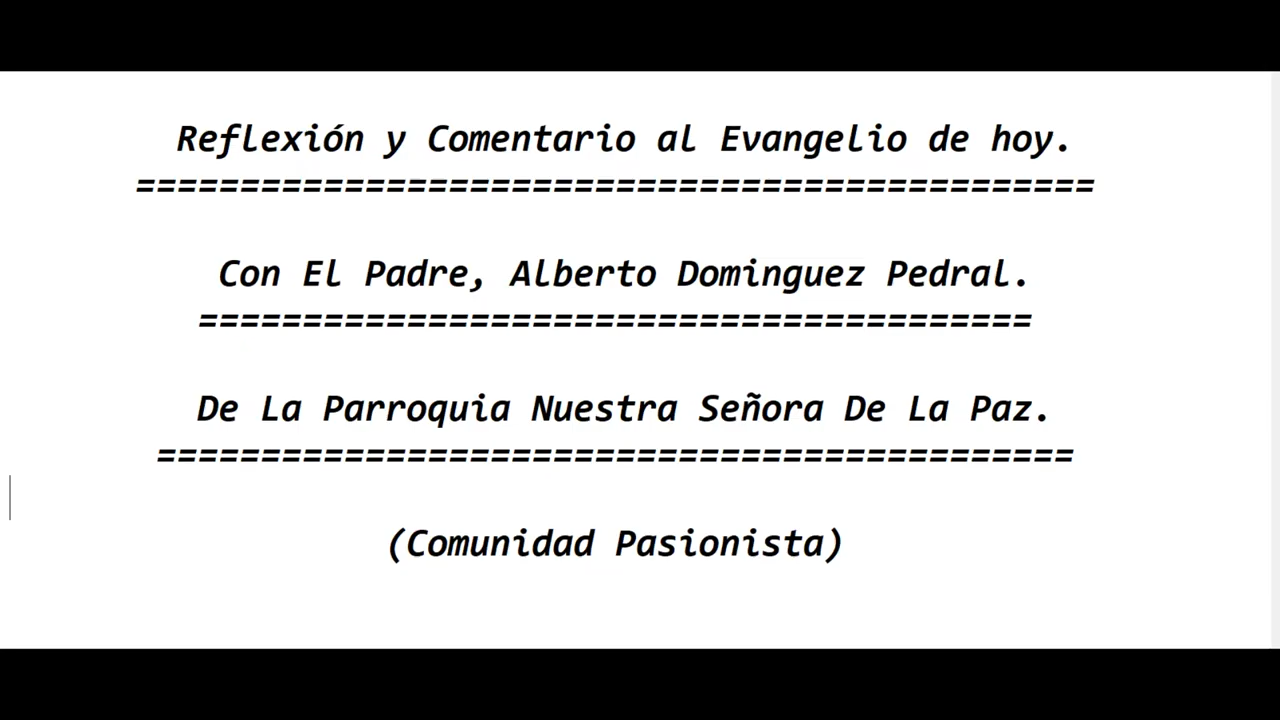 Reflexión y Comentario al Evangelio de hoy.
==============================================
Con El Padre, Alberto Dominguez Pedral.
========================================
De La Parroquia Nuestra Señora De La Paz.
============================================
(Comunidad Pasionista)